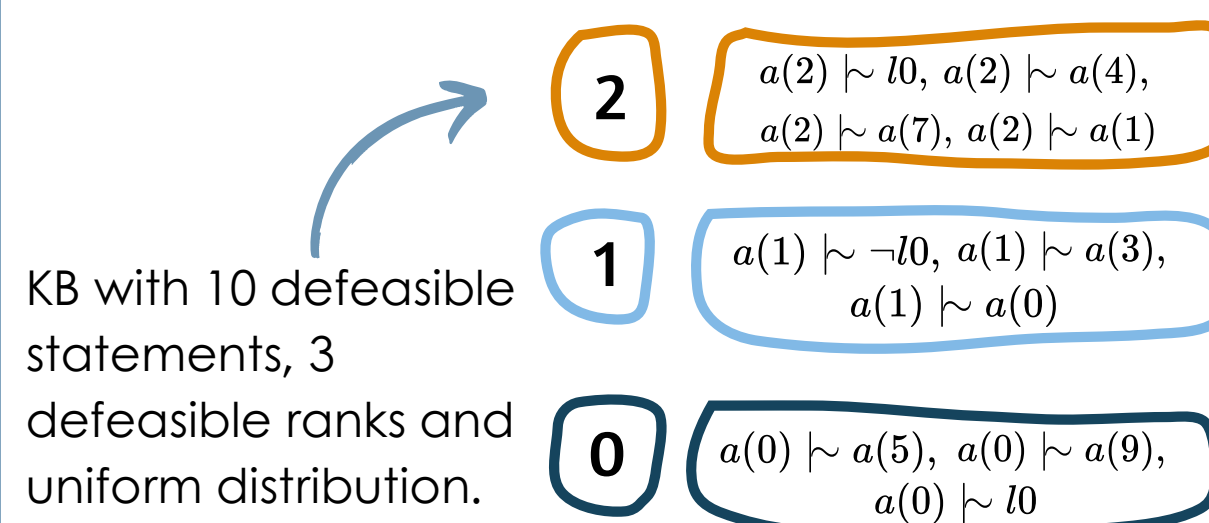 2
a(2) |∼ l0, a(2) |∼ a(4),
a(2) |∼ a(7), a(2) |∼ a(1)
1
a(1) |∼ ¬l0, a(1) |∼ a(3),
a(1) |∼ a(0)
KB with 10 defeasible
statements, 3
defeasible ranks and
uniform distribution.
0
a(0) |∼ a(5), a(0) |∼ a(9),
a(0) |∼ l0